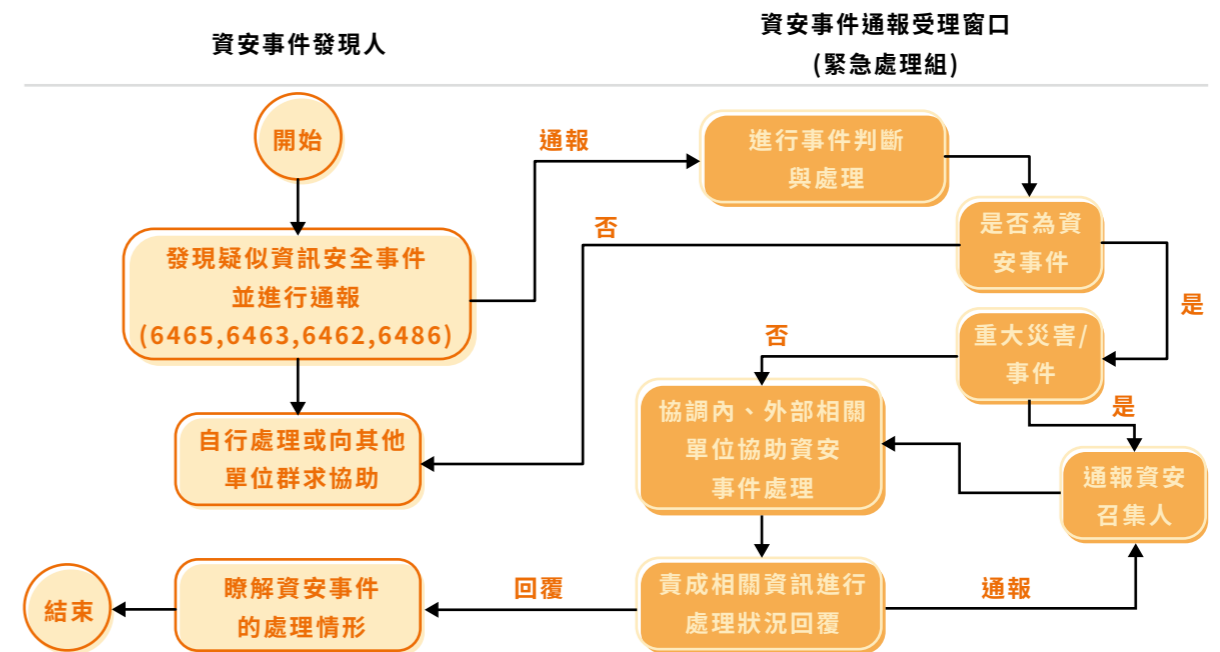 資安事件發現人
資安事件通報受理窗口
(緊急處理組)
開始
通報
進行事件判斷
與處理
發現疑似資訊安全事件
並進行通報
(6465,6463,6462,6486)
否
是否為資
安事件
是
重大災害/
事件
否
是
自行處理或向其他
單位群求協助
協調內、外部相關
單位協助資安
事件處理
通報資安
召集人
結束
瞭解資安事件
的處理情形
回覆
責成相關資訊進行
處理狀況回覆
通報